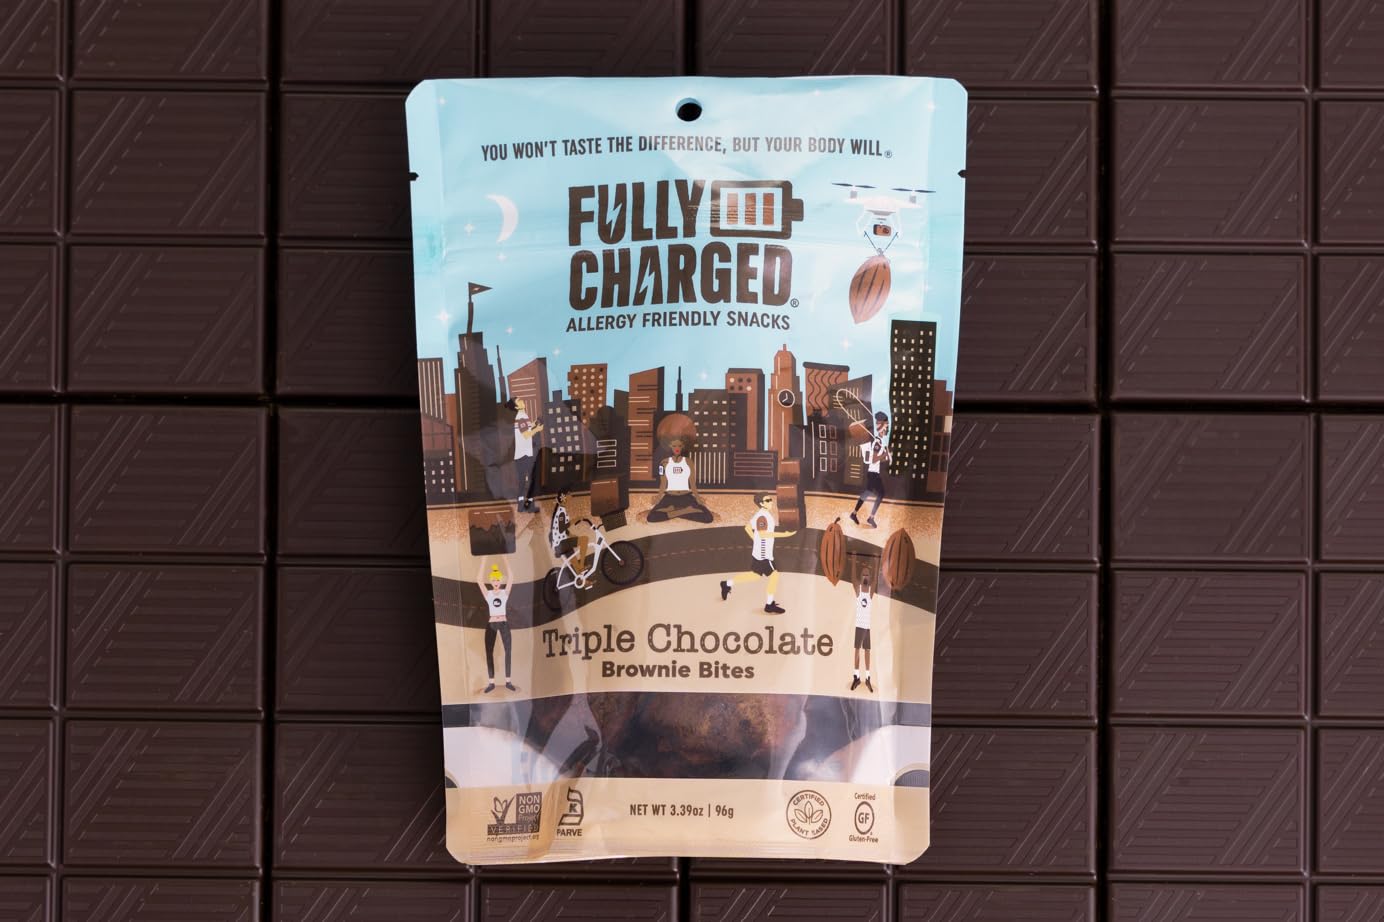 YOU WON'T TASTE THE DIFFERENCE, BUT YOUR BODY WILL®
FULLY
CHARGED®
ALLERGY FRIENDLY SNACKS
Triple Chocolate
Brownie Bites
NON
GMO
Project
VERIFIED
nongmoproject.org
K
PARVE
NET WT 3.39oz | 96g
CERTIFIED
PLANT BASED
Certified
GF
Gluten-Free